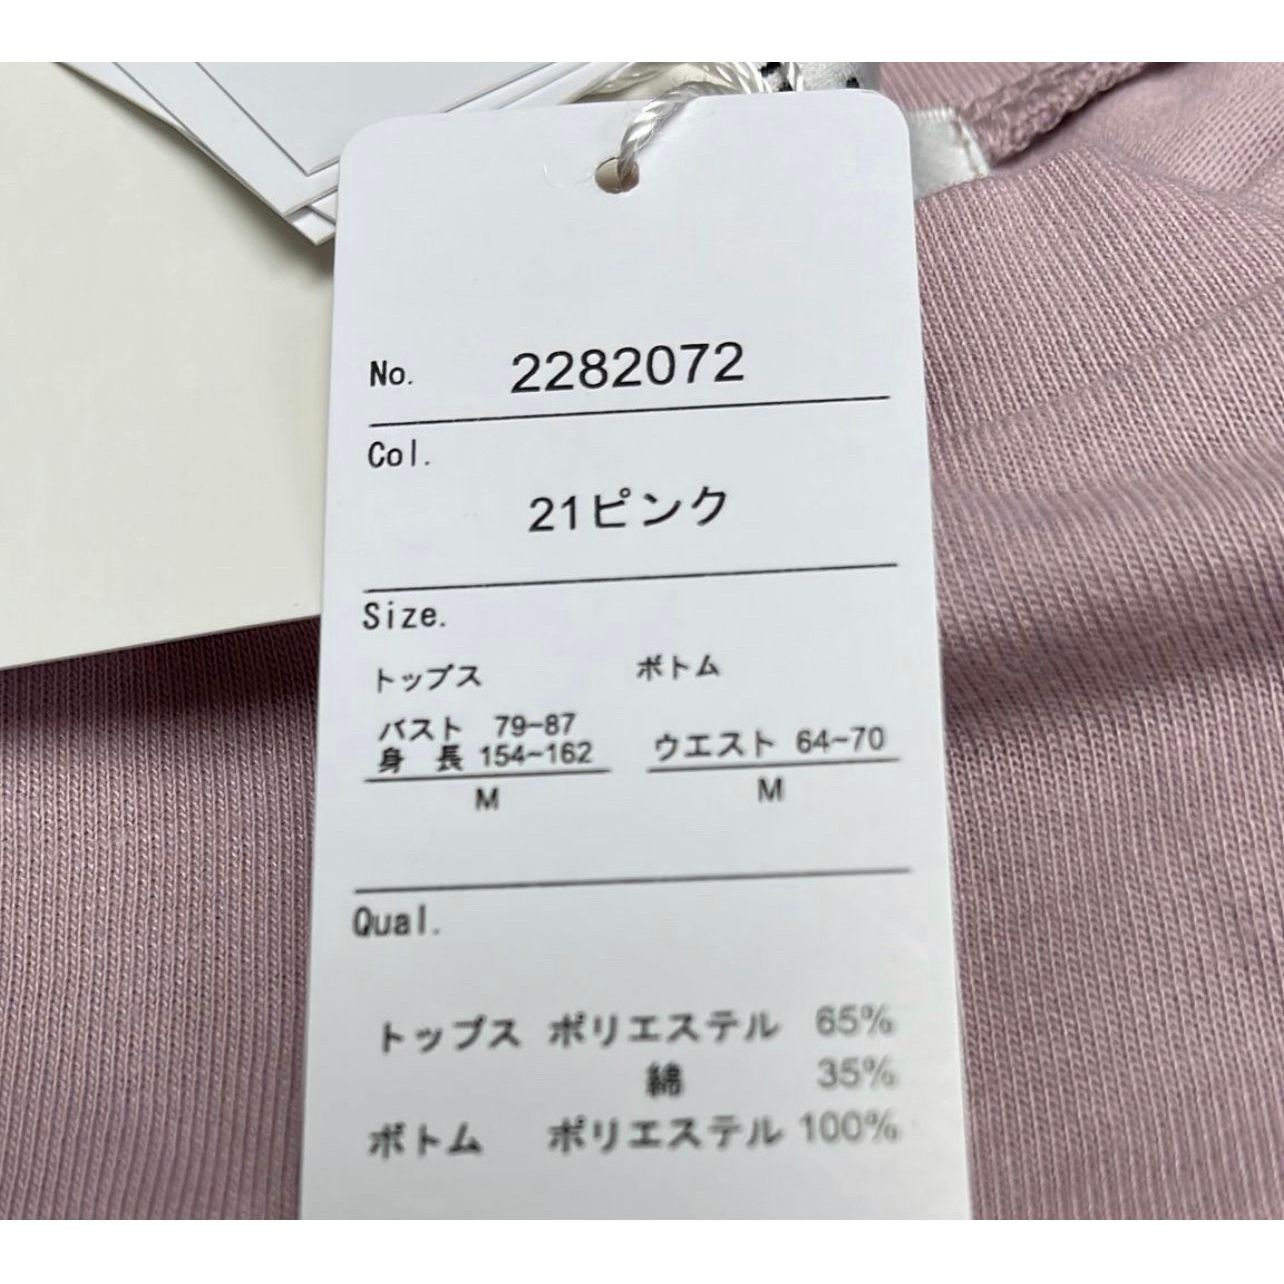 No. 2282072
Col.
21ピンク
Size.
トップス ボトム
バスト 79-87
身 長 154-162 ウエスト 64-70
M M
Qual.
トップス ポリエステル 65%
綿 35%
ボトム ポリエステル 100%